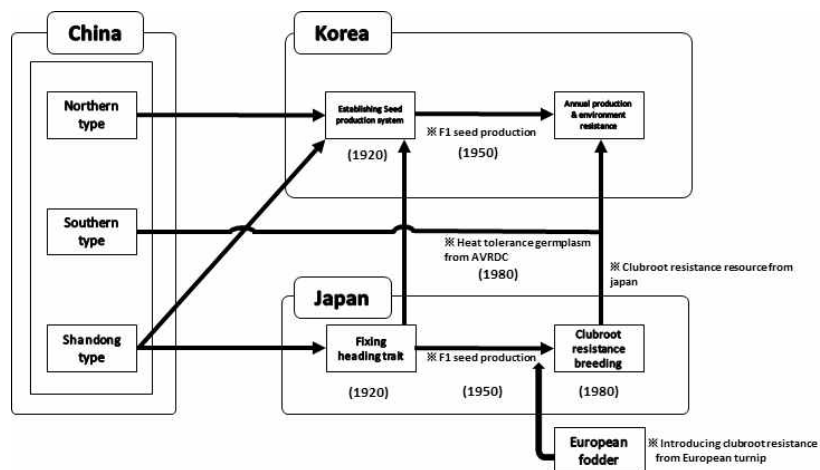 China
Korea
Northern
type
Establishing Seed
production system
Annual production
& environment
resistance
※ F1 seed production
(1920)
(1950)
Southern
type
※ Heat tolerance germplasm
from AVRDC
(1980)
※ Clubroot resistance resource from
japan
Japan
Shandong
type
Fixing
heading trait
Clubroot
resistance
breeding
※ F1 seed production
(1920)
(1950)
(1980)
European
fodder
※ Introducing clubroot resistance
from European turnip